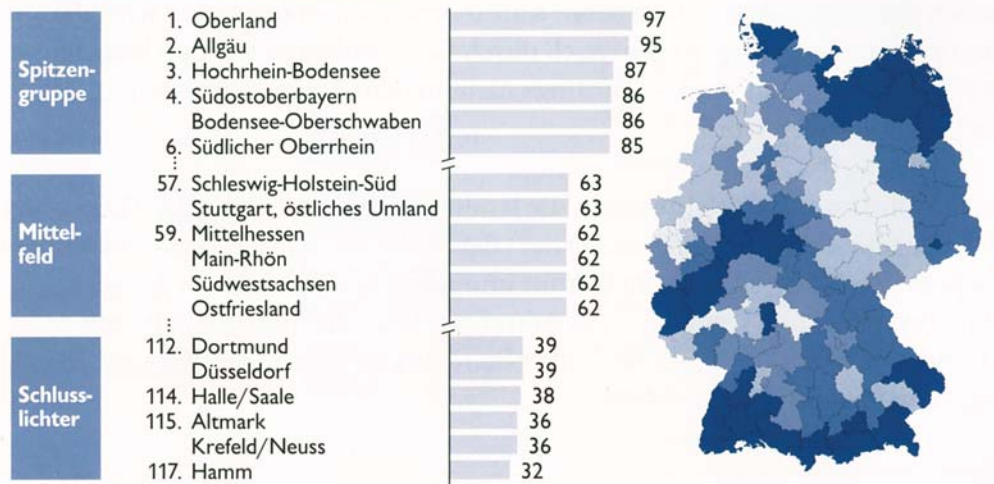 Spitzen-
gruppe
1. Oberland 97
2. Allgäu 95
3. Hochrhein-Bodensee 87
4. Südostoberbayern 86
Bodensee-Oberschwaben 86
6. Südlicher Oberrhein 85
Mittel-
feld
57. Schleswig-Holstein-Süd 63
Stuttgart, östliches Umland 63
59. Mittelhessen 62
Main-Rhön 62
Südwestsachsen 62
Ostfriesland 62
Schluss-
lichter
112. Dortmund 39
Düsseldorf 39
114. Halle/Saale 38
115. Altmark 36
Krefeld/Neuss 36
117. Hamm 32